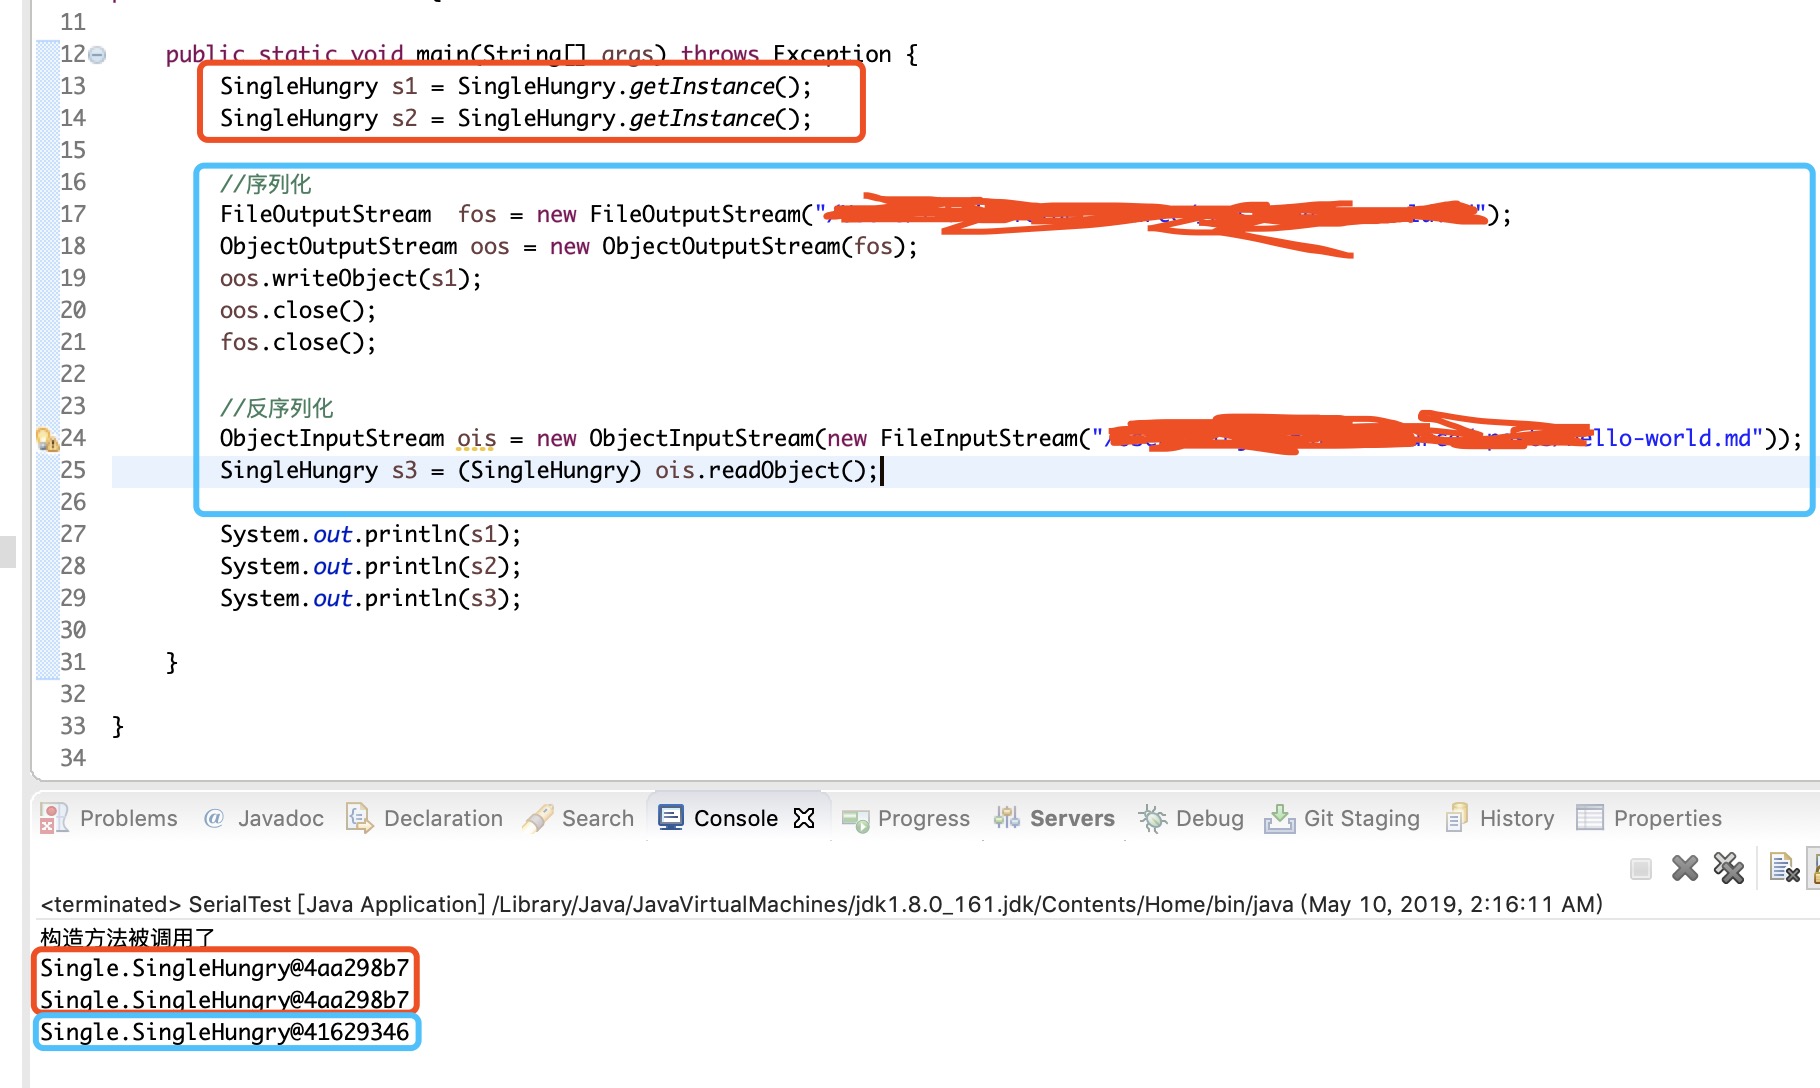 11
12 public static void main(String[] args) throws Exception {
13 SingleHungry s1 = SingleHungry.getInstance();
14 SingleHungry s2 = SingleHungry.getInstance();
15
16 //序列化
17 FileOutputStream fos = new FileOutputStream("/ ");
18 ObjectOutputStream oos = new ObjectOutputStream(fos);
19 oos.writeObject(s1);
20 oos.close();
21 fos.close();
22
23 //反序列化
24 ObjectInputStream ois = new ObjectInputStream(new FileInputStream("/ ello-world.md"));
25 SingleHungry s3 = (SingleHungry) ois.readObject();
26
27 System.out.println(s1);
28 System.out.println(s2);
29 System.out.println(s3);
30
31 }
32
33 }
34
Problems @ Javadoc Declaration Search Console Progress Servers Debug Git Staging History Properties
<terminated> SerialTest [Java Application] /Library/Java/JavaVirtualMachines/jdk1.8.0_161.jdk/Contents/Home/bin/java (May 10, 2019, 2:16:11 AM)
构造方法被调用了
Single.SingleHungry@4aa298b7
Single.SingleHungry@4aa298b7
Single.SingleHungry@41629346